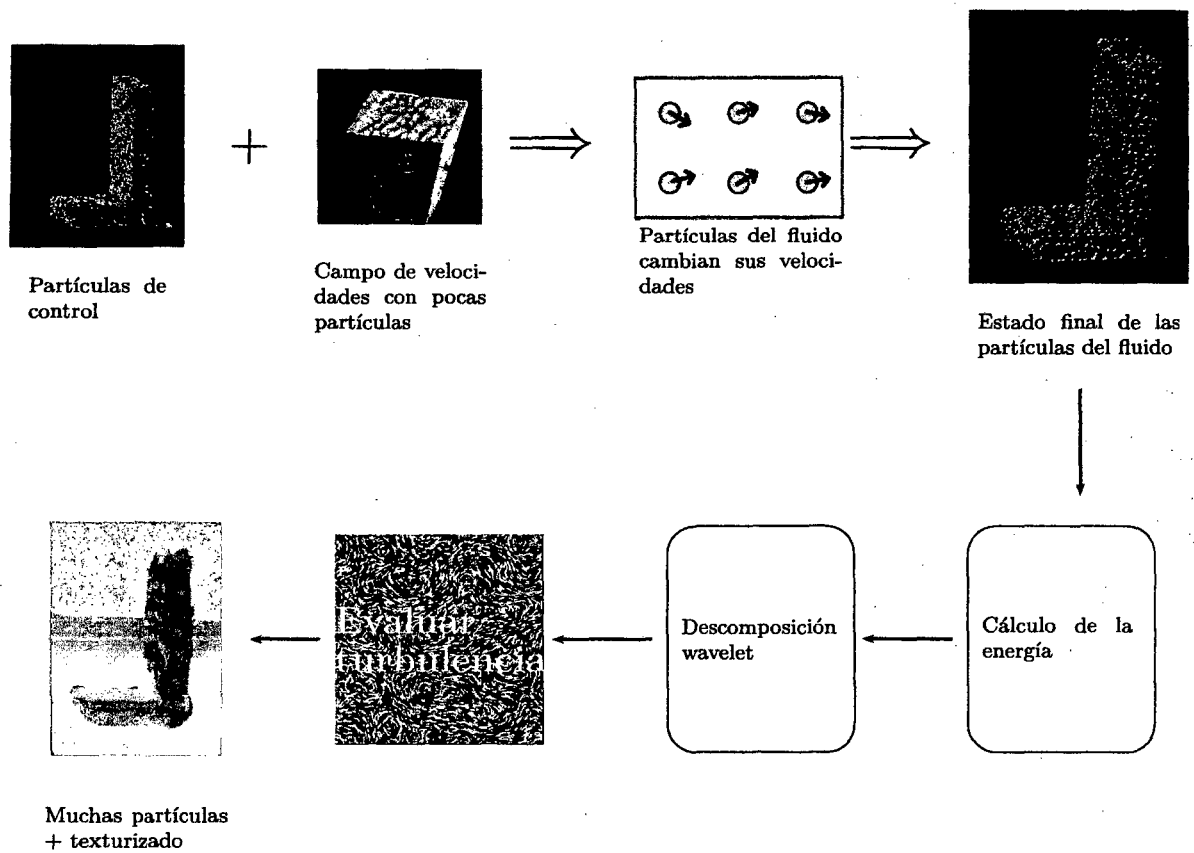 +
Partículas de
control
Campo de veloci-
dades con pocas
partículas
Partículas del fluido
cambian sus veloci-
dades
Estado final de las
partículas del fluido
Cálculo de la
energía
Descomposición
wavelet
Evaluar
turbulencia
Muchas partículas
+ texturizado